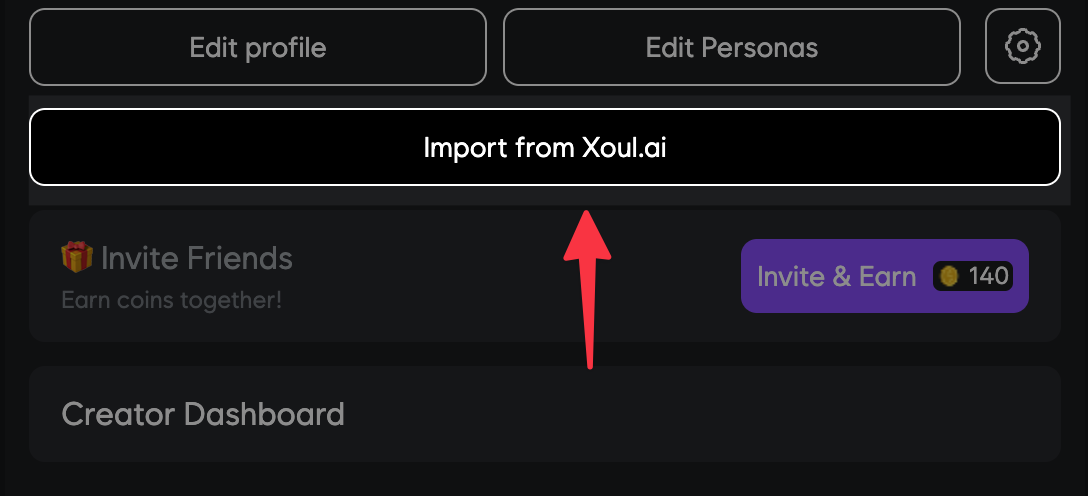 Edit profile
Edit Personas
Import from Xoul.ai
Invite Friends
Earn coins together!
Invite & Earn 140
Creator Dashboard